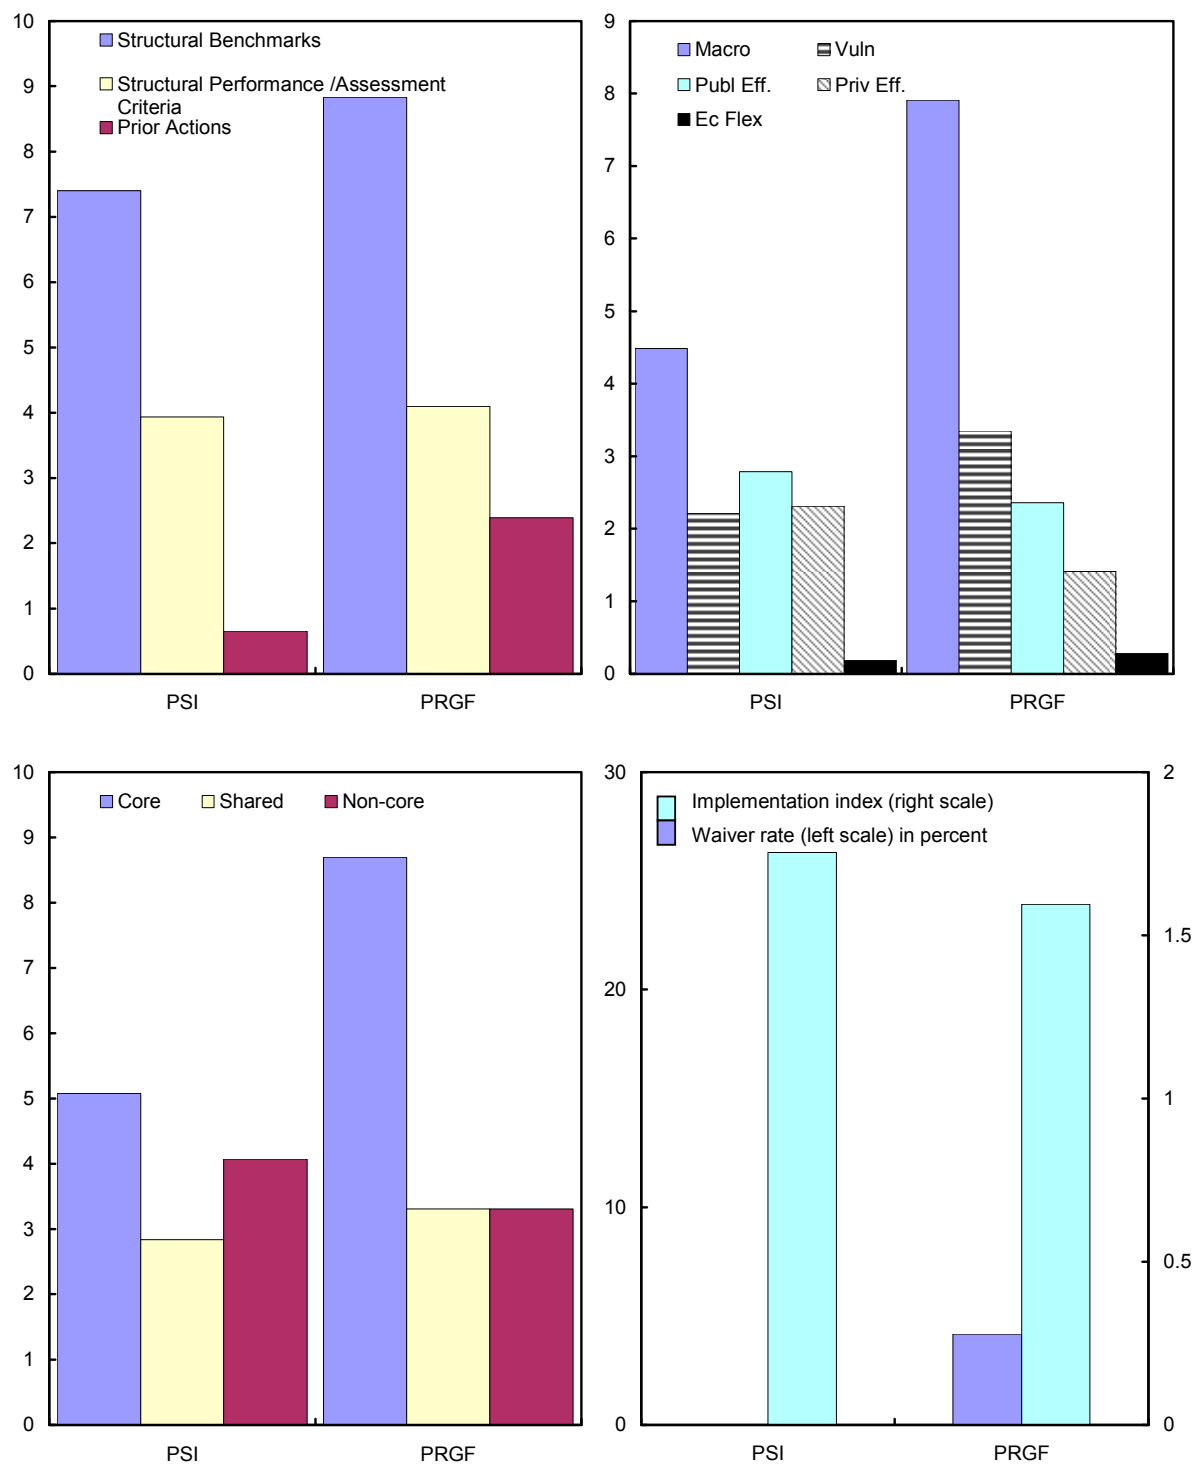 10
9
8
7
6
5
4
3
2
1
0
Structural Benchmarks
Structural Performance /Assessment
Criteria
Prior Actions
PSI PRGF
9
8
7
6
5
4
3
2
1
0
Macro Vuln
Publ Eff. Priv Eff.
Ec Flex
PSI PRGF
10
9
8
7
6
5
4
3
2
1
0
Core Shared Non-core
PSI PRGF
30
20
10
0
Implementation index (right scale)
Waiver rate (left scale) in percent
2
1.5
1
0.5
0
PSI PRGF